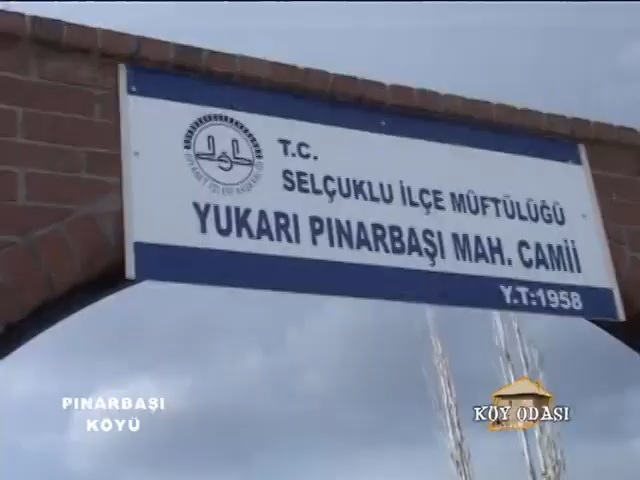 T.C.
SELÇUKLU İLÇE MÜFTÜLÜĞÜ
YUKARI PINARBAŞI MAH. CAMİİ
Y.T:1958
PINARBAŞI
KÖYÜ
KÖY ODASI